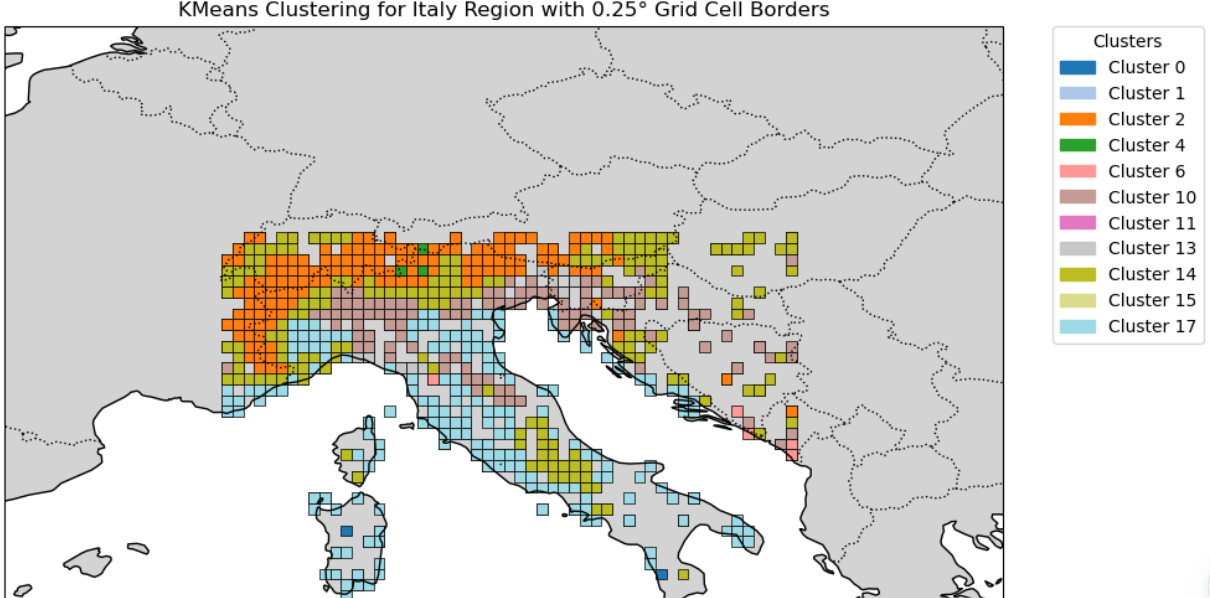 KMeans Clustering for Italy Region with 0.25° Grid Cell Borders
Clusters
Cluster 0
Cluster 1
Cluster 2
Cluster 4
Cluster 6
Cluster 10
Cluster 11
Cluster 13
Cluster 14
Cluster 15
Cluster 17